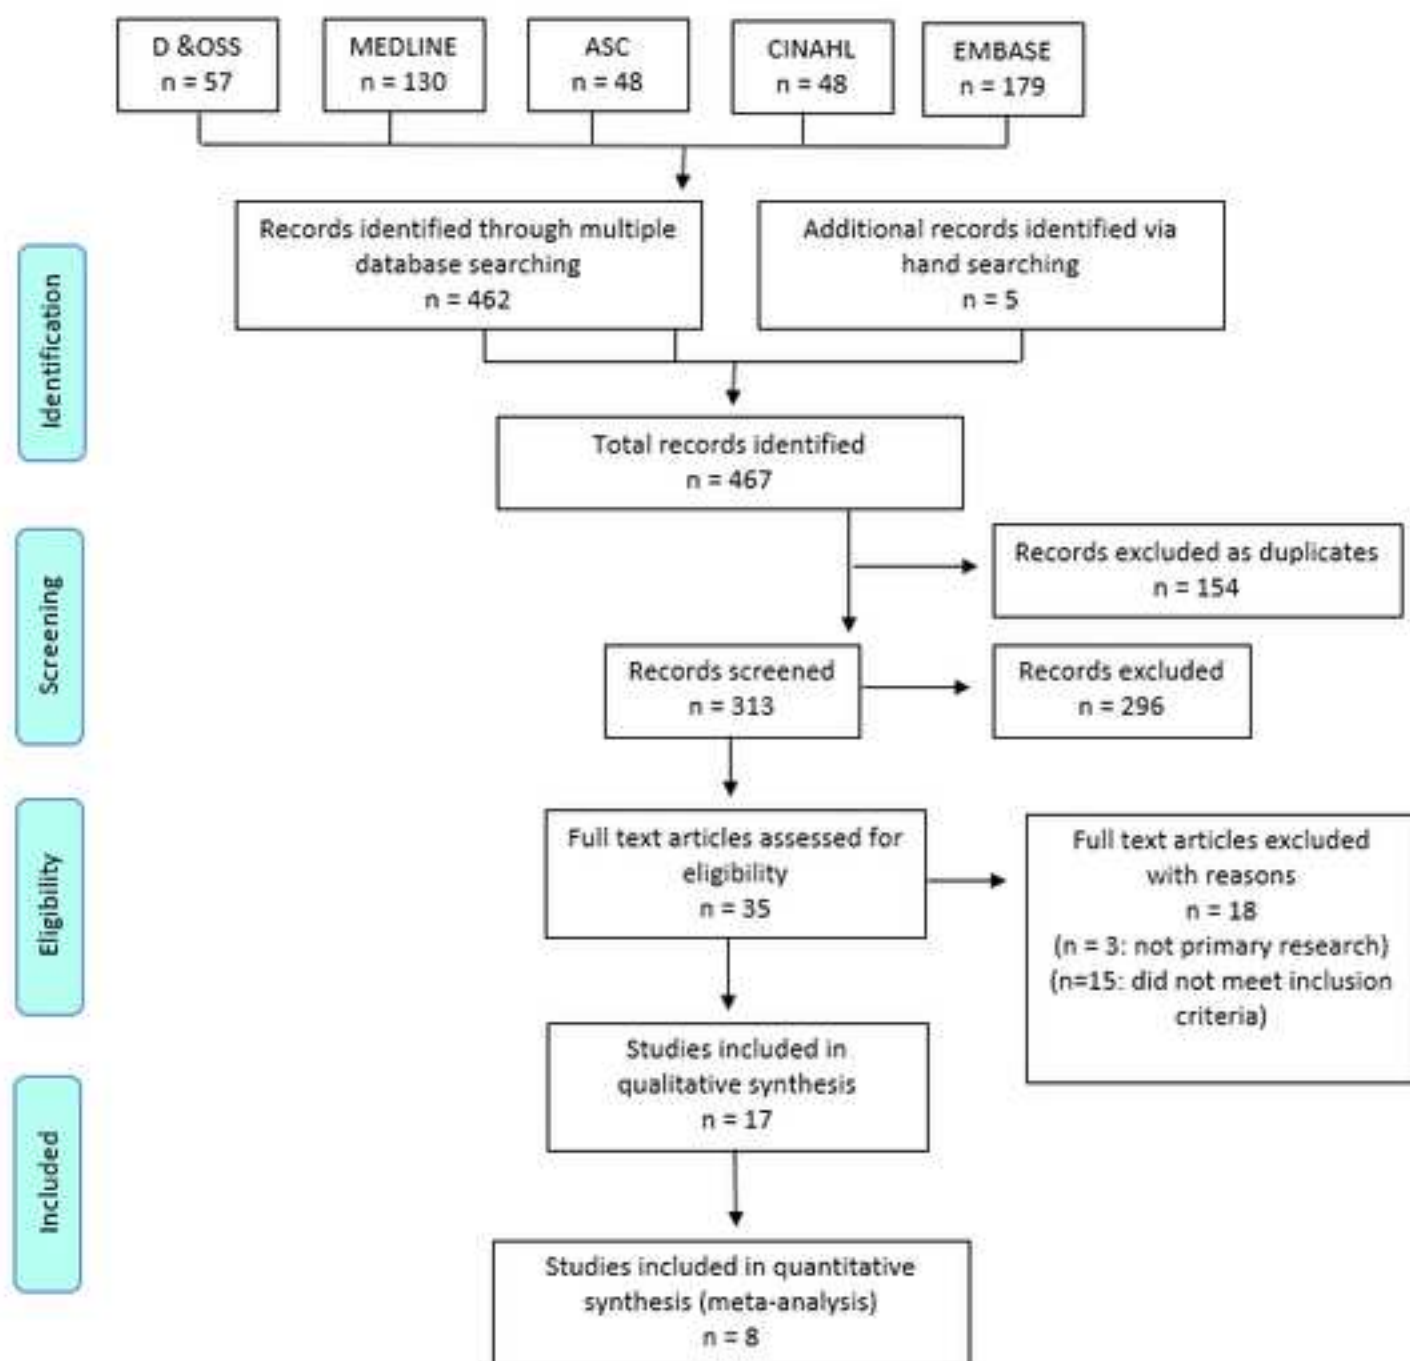 D &OSS
n = 57
MEDLINE
n = 130
ASC
n = 48
CINAHL
n = 48
EMBASE
n = 179
Records identified through multiple
database searching
n = 462
Additional records identified via
hand searching
n = 5
Identification
Total records identified
n = 467
Records excluded as duplicates
n = 154
Screening
Records screened
n = 313
Records excluded
n = 296
Full text articles assessed for
eligibility
n = 35
Full text articles excluded
with reasons
n = 18
(n = 3: not primary research)
(n=15: did not meet inclusion
criteria)
Eligibility
Studies included in
qualitative synthesis
n = 17
Included
Studies included in quantitative
synthesis (meta-analysis)
n = 8